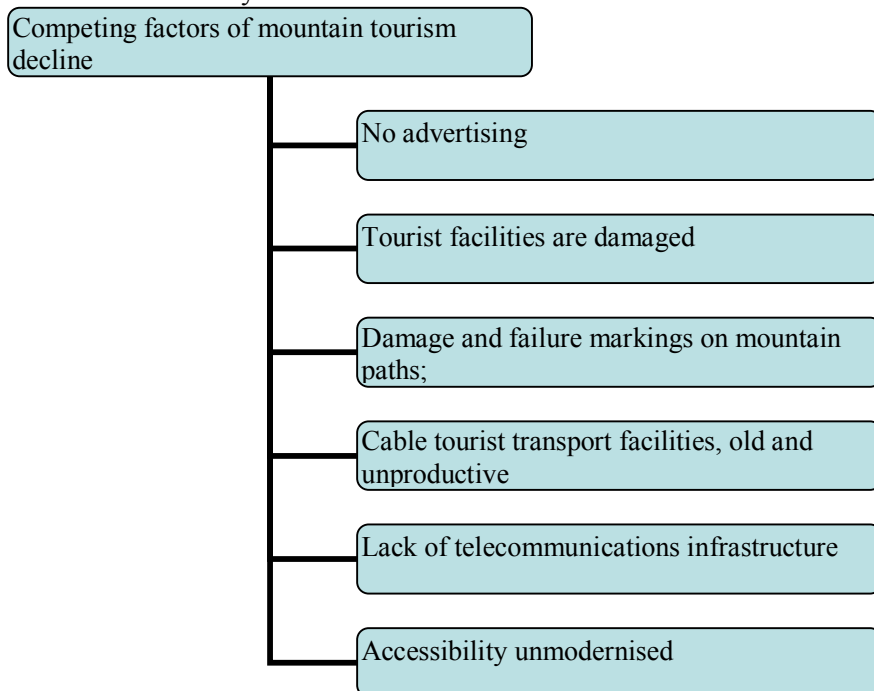 Competing factors of mountain tourism
decline
No advertising
Tourist facilities are damaged
Damage and failure markings on mountain
paths;
Cable tourist transport facilities, old and
unproductive
Lack of telecommunications infrastructure
Accessibility unmodernised